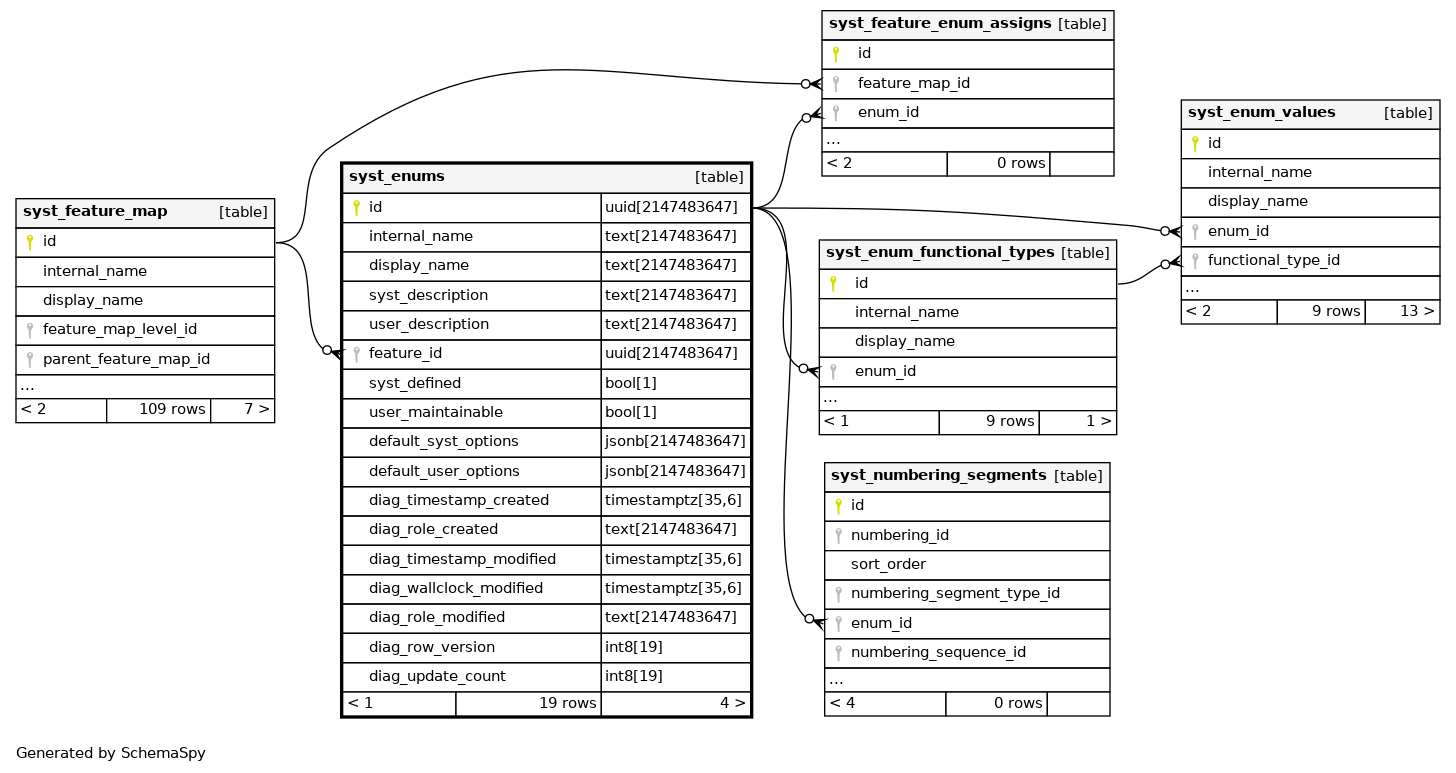 syst_feature_enum_assigns [table]
id
feature_map_id
enum_id
...
< 2 0 rows
syst_enum_values [table]
id
internal_name
display_name
enum_id
functional_type_id
...
< 2 9 rows 13 >
syst_enums [table]
id uuid[2147483647]
internal_name text[2147483647]
display_name text[2147483647]
syst_description text[2147483647]
user_description text[2147483647]
feature_id uuid[2147483647]
syst_defined bool[1]
user_maintainable bool[1]
default_syst_options jsonb[2147483647]
default_user_options jsonb[2147483647]
diag_timestamp_created timestamptz[35,6]
diag_role_created text[2147483647]
diag_timestamp_modified timestamptz[35,6]
diag_wallclock_modified timestamptz[35,6]
diag_role_modified text[2147483647]
diag_row_version int8[19]
diag_update_count int8[19]
< 1 19 rows 4 >
syst_feature_map [table]
id
internal_name
display_name
feature_map_level_id
parent_feature_map_id
...
< 2 109 rows 7 >
syst_enum_functional_types [table]
id
internal_name
display_name
enum_id
...
< 1 9 rows 1 >
syst_numbering_segments [table]
id
numbering_id
sort_order
numbering_segment_type_id
enum_id
numbering_sequence_id
...
< 4 0 rows
Generated by SchemaSpy